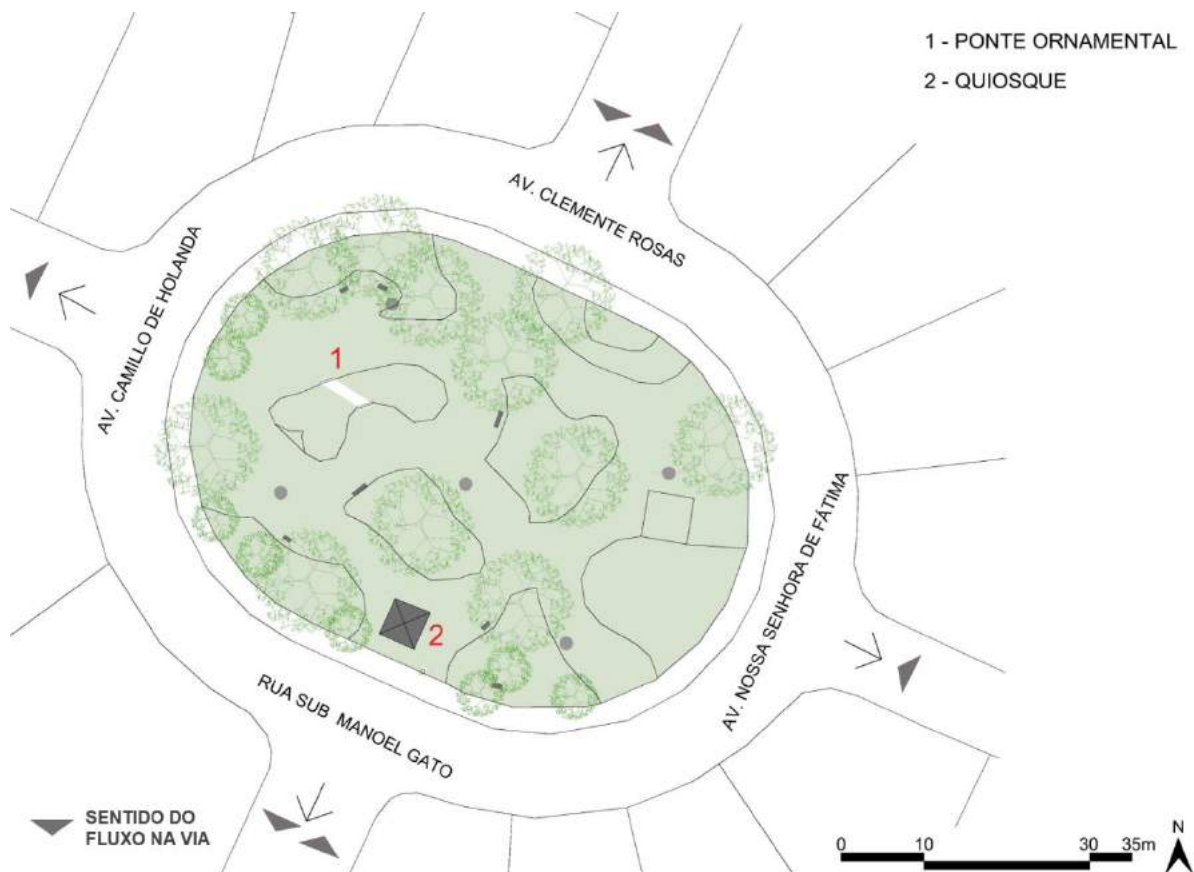 1 - PONTE ORNAMENTAL
2 - QUIOSQUE
AV. CLEMENTE ROSAS
AV. CAMILLO DE HOLANDA
1
2
AV. NOSSA SENHORA DE FÁTIMA
RUA SUB MANOEL GATO
SENTIDO DO
FLUXO NA VIA
N
0 10 30 35m